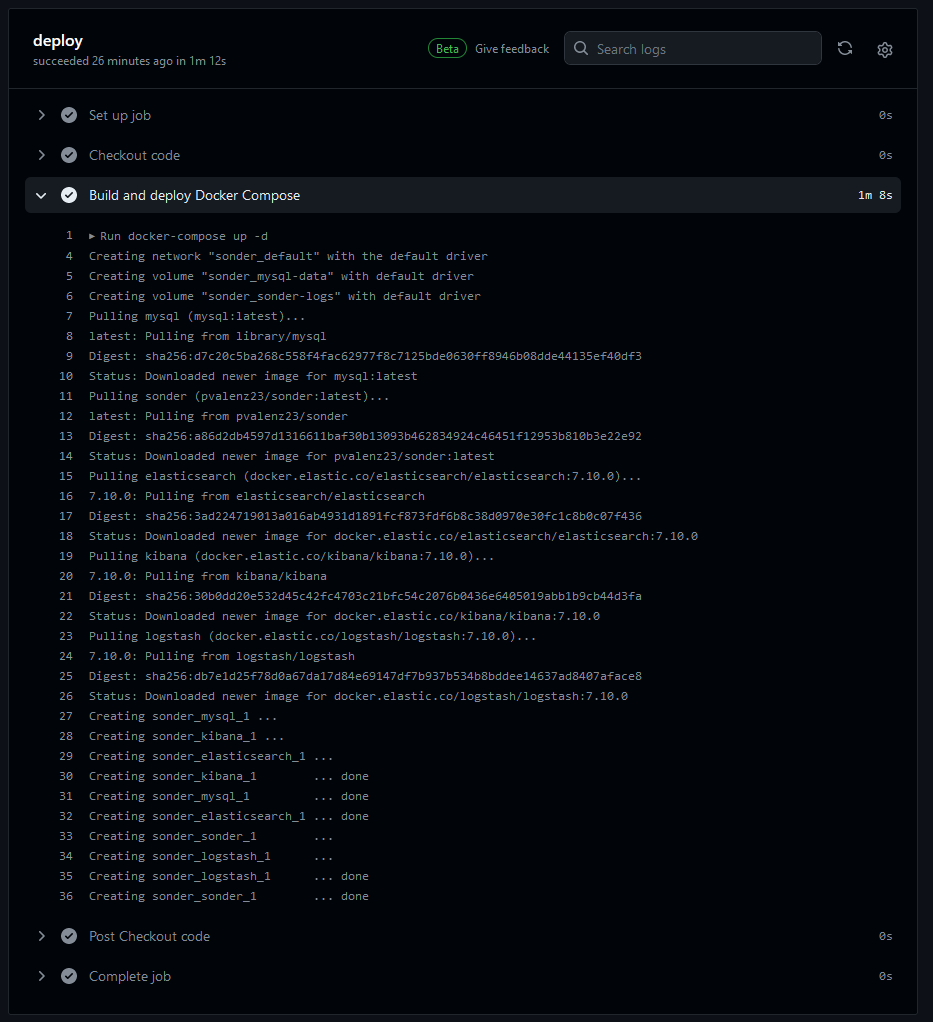 deploy
succeeded 26 minutes ago in 1m 12s
Beta Give feedback
Search logs
Set up job 0s
Checkout code 0s
Build and deploy Docker Compose 1m 8s
1 ▸ Run docker-compose up -d
4 Creating network "sonder_default" with the default driver
5 Creating volume "sonder_mysql-data" with default driver
6 Creating volume "sonder_sonder-logs" with default driver
7 Pulling mysql (mysql:latest)...
8 latest: Pulling from library/mysql
9 Digest: sha256:d7c20c5ba268c558f4fac62977f8c7125bde0630ff8946b08dde44135ef40df3
10 Status: Downloaded newer image for mysql:latest
11 Pulling sonder (pvalenz23/sonder:latest)...
12 latest: Pulling from pvalenz23/sonder
13 Digest: sha256:a86d2db4597d1316611baf30b13093b462834924c46451f12953b810b3e22e92
14 Status: Downloaded newer image for pvalenz23/sonder:latest
15 Pulling elasticsearch (docker.elastic.co/elasticsearch/elasticsearch:7.10.0)...
16 7.10.0: Pulling from elasticsearch/elasticsearch
17 Digest: sha256:3ad224719013a016ab4931d1891fcf873fdf6b8c38d0970e30fc1c8b0c07f436
18 Status: Downloaded newer image for docker.elastic.co/elasticsearch/elasticsearch:7.10.0
19 Pulling kibana (docker.elastic.co/kibana/kibana:7.10.0)...
20 7.10.0: Pulling from kibana/kibana
21 Digest: sha256:30b0dd20e532d45c42fc4703c21bfc54c2076b0436e6405019abb1b9cb44d3fa
22 Status: Downloaded newer image for docker.elastic.co/kibana/kibana:7.10.0
23 Pulling logstash (docker.elastic.co/logstash/logstash:7.10.0)...
24 7.10.0: Pulling from logstash/logstash
25 Digest: sha256:db7e1d25f78d0a67da17d84e69147df7b937b534b8bddee14637ad8407aface8
26 Status: Downloaded newer image for docker.elastic.co/logstash/logstash:7.10.0
27 Creating sonder_mysql_1 ...
28 Creating sonder_kibana_1 ...
29 Creating sonder_elasticsearch_1 ...
30 Creating sonder_kibana_1 ... done
31 Creating sonder_mysql_1 ... done
32 Creating sonder_elasticsearch_1 ... done
33 Creating sonder_sonder_1 ...
34 Creating sonder_logstash_1 ...
35 Creating sonder_logstash_1 ... done
36 Creating sonder_sonder_1 ... done
Post Checkout code 0s
Complete job 0s